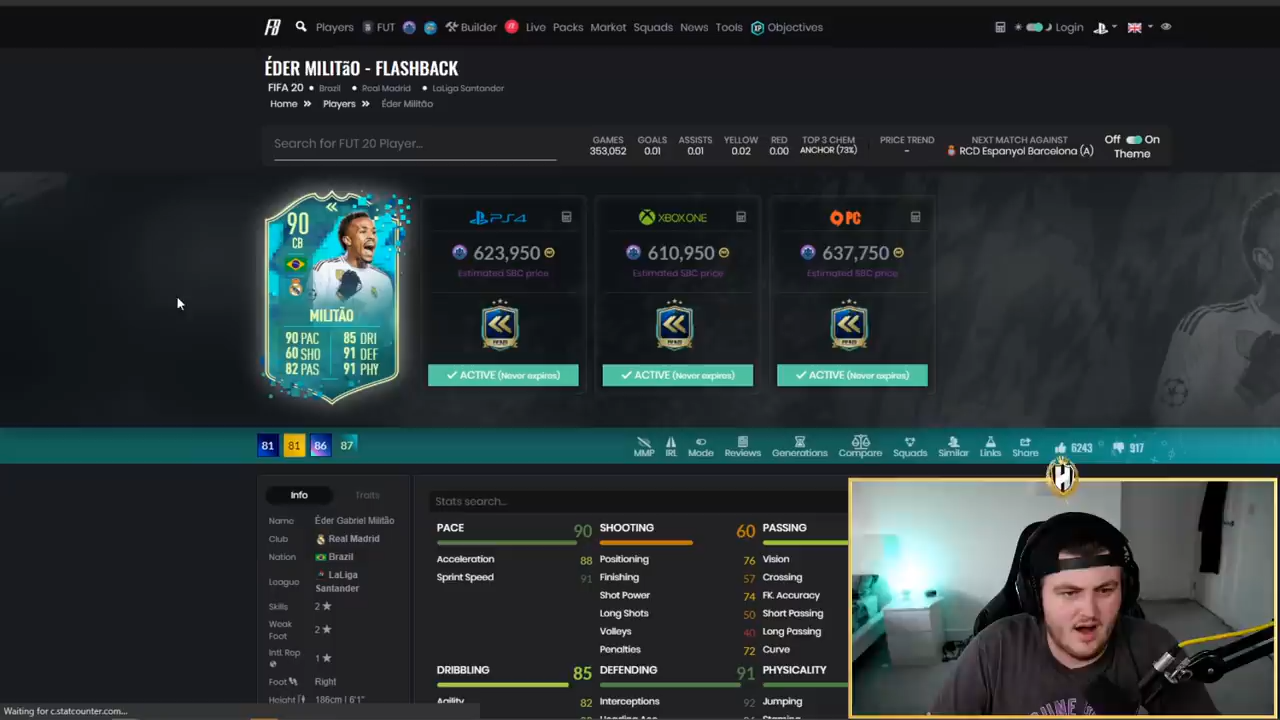 FB Players FUT Builder Live Packs Market Squads News Tools XP Objectives Login
ÉDER MILITãO - FLASHBACK
FIFA 20 • Brazil • Real Madrid • LaLiga Santander
Home » Players » Éder Militão
Search for FUT 20 Player...
GAMES GOALS ASSISTS YELLOW RED TOP 3 CHEM PRICE TREND NEXT MATCH AGAINST Off On
353,052 0.01 0.01 0.02 0.00 ANCHOR (73%) - RCD Espanyol Barcelona (A) Theme
90
CB
MILITÃO
90 PAC 85 DRI
60 SHO 91 DEF
82 PAS 91 PHY
PS4 XBOX ONE PC
623,950 610,950 637,750
Estimated SBC price Estimated SBC price Estimated SBC price
ACTIVE (Never expires) ACTIVE (Never expires) ACTIVE (Never expires)
81 81 86 87
MMP IRL Mode Reviews Generations Compare Squads Similar Links Share 6243 917
Info Traits
Name Éder Gabriel Militão
Club Real Madrid
Nation Brazil
League LaLiga Santander
Skills 2 ★
Weak Foot 2 ★
Intl. Rep 1 ★
Foot Right
Height 186cm | 6'1"
Stats search...
PACE 90 SHOOTING 60 PASSING
Acceleration 88 Positioning 76 Vision
Sprint Speed 91 Finishing 57 Crossing
Shot Power 74 FK. Accuracy
Long Shots 50 Short Passing
Volleys 40 Long Passing
Penalties 72 Curve
DRIBBLING 85 DEFENDING 91 PHYSICALITY
Agility 82 Interceptions 92 Jumping
Waiting for c.statcounter.com...